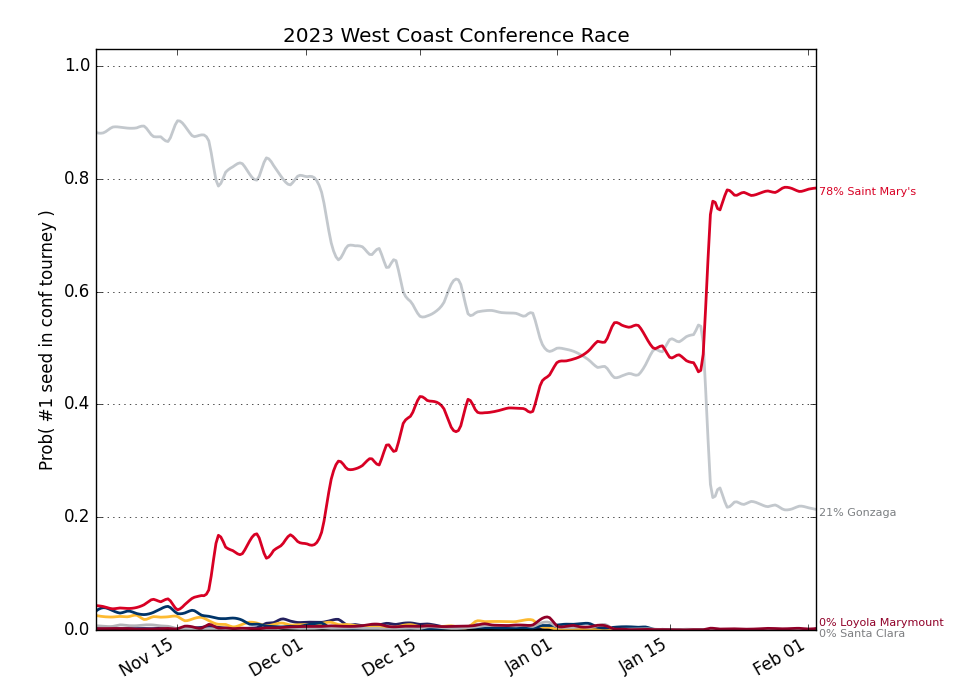 2023 West Coast Conference Race
Prob( #1 seed in conf tourney )
1.0
0.8
0.6
0.4
0.2
0.0
Nov 15
Dec 01
Dec 15
Jan 01
Jan 15
Feb 01
78% Saint Mary's
21% Gonzaga
0% Loyola Marymount
0% Santa Clara